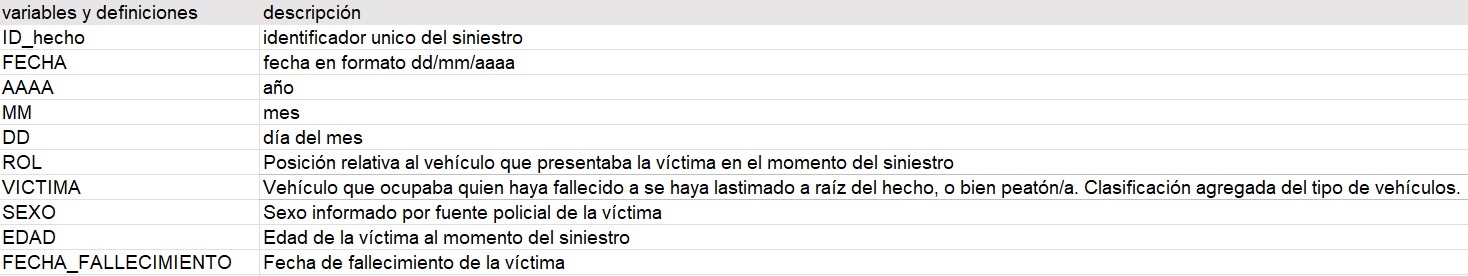 variables y definiciones descripción
ID_hecho identificador unico del siniestro
FECHA fecha en formato dd/mm/aaaa
AAAA año
MM mes
DD día del mes
ROL Posición relativa al vehículo que presentaba la víctima en el momento del siniestro
VICTIMA Vehículo que ocupaba quien haya fallecido a se haya lastimado a raíz del hecho, o bien peatón/a. Clasificación agregada del tipo de vehículos.
SEXO Sexo informado por fuente policial de la víctima
EDAD Edad de la víctima al momento del siniestro
FECHA_FALLECIMIENTO Fecha de fallecimiento de la víctima